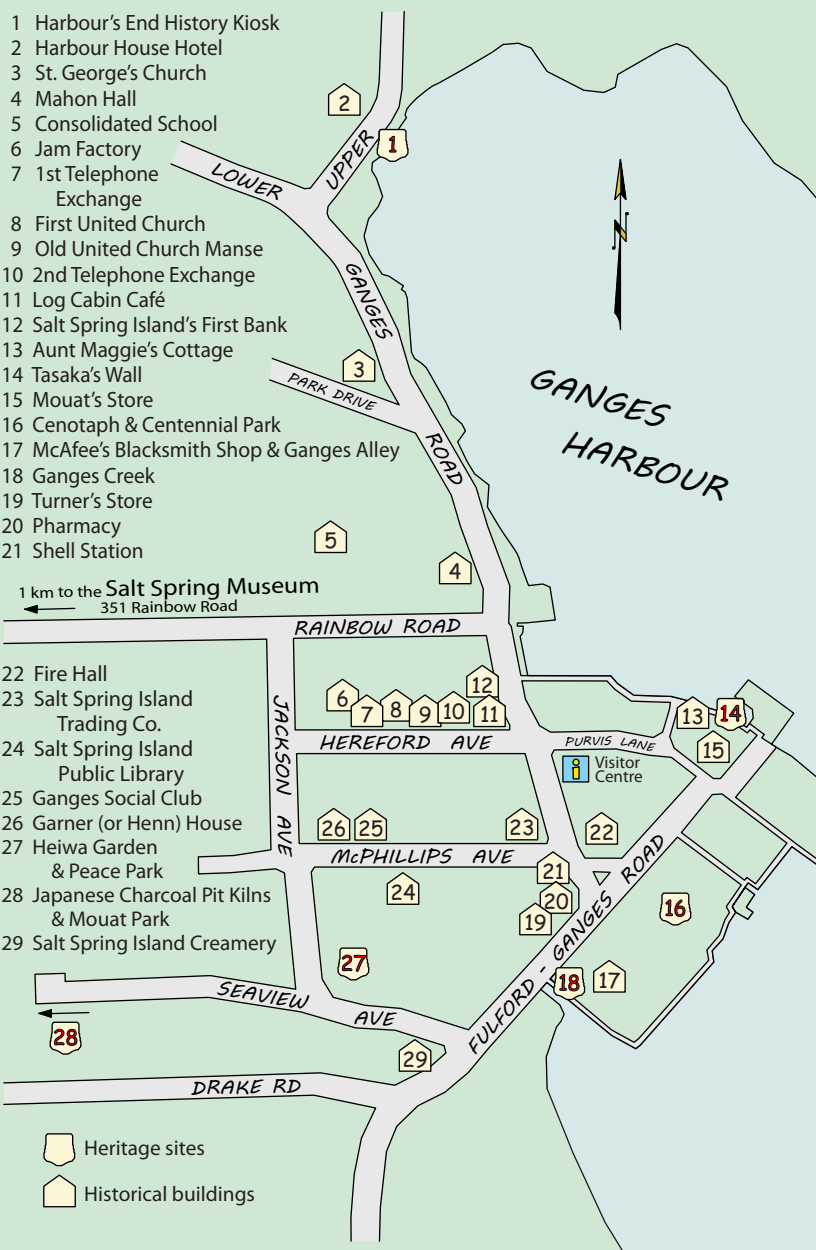 1 Harbour's End History Kiosk
2 Harbour House Hotel
3 St. George's Church
4 Mahon Hall
5 Consolidated School
6 Jam Factory
7 1st Telephone
Exchange
8 First United Church
9 Old United Church Manse
10 2nd Telephone Exchange
11 Log Cabin Café
12 Salt Spring Island's First Bank
13 Aunt Maggie's Cottage
14 Tasaka's Wall
15 Mouat's Store
16 Cenotaph & Centennial Park
17 McAfee's Blacksmith Shop & Ganges Alley
18 Ganges Creek
19 Turner's Store
20 Pharmacy
21 Shell Station
1 km to the Salt Spring Museum
351 Rainbow Road
22 Fire Hall
23 Salt Spring Island
Trading Co.
24 Salt Spring Island
Public Library
25 Ganges Social Club
26 Garner (or Henn) House
27 Heiwa Garden
& Peace Park
28 Japanese Charcoal Pit Kilns
& Mouat Park
29 Salt Spring Island Creamery
2
1
UPPER
LOWER
N
GANGES
3
PARK DRIVE
ROAD
GANGES
HARBOUR
5
4
RAINBOW ROAD
JACKSON AVE
12
6
7
8
9
10
11
13
14
15
HEREFORD AVE
PURVIS LANE
i
Visitor
Centre
26
25
23
22
McPHILLIPS AVE
21
24
20
19
16
FULFORD - GANGES ROAD
27
18
17
SEAVIEW
AVE
28
29
DRAKE RD
Heritage sites
Historical buildings